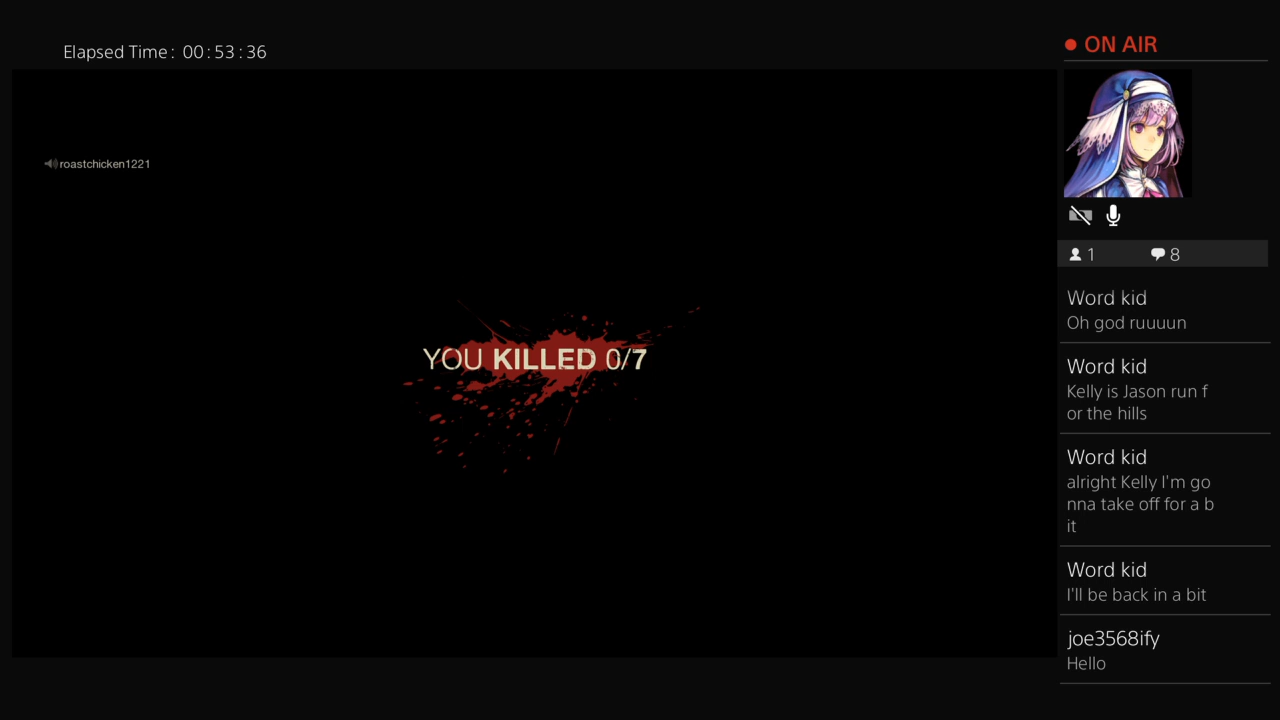 Elapsed Time: 00:53:36
ON AIR
roastchicken1221
1
8
YOU KILLED 0/7
Word kid
Oh god ruuuun
Word kid
Kelly is Jason run f
or the hills
Word kid
alright Kelly I'm go
nna take off for a b
it
Word kid
I'll be back in a bit
joe3568ify
Hello